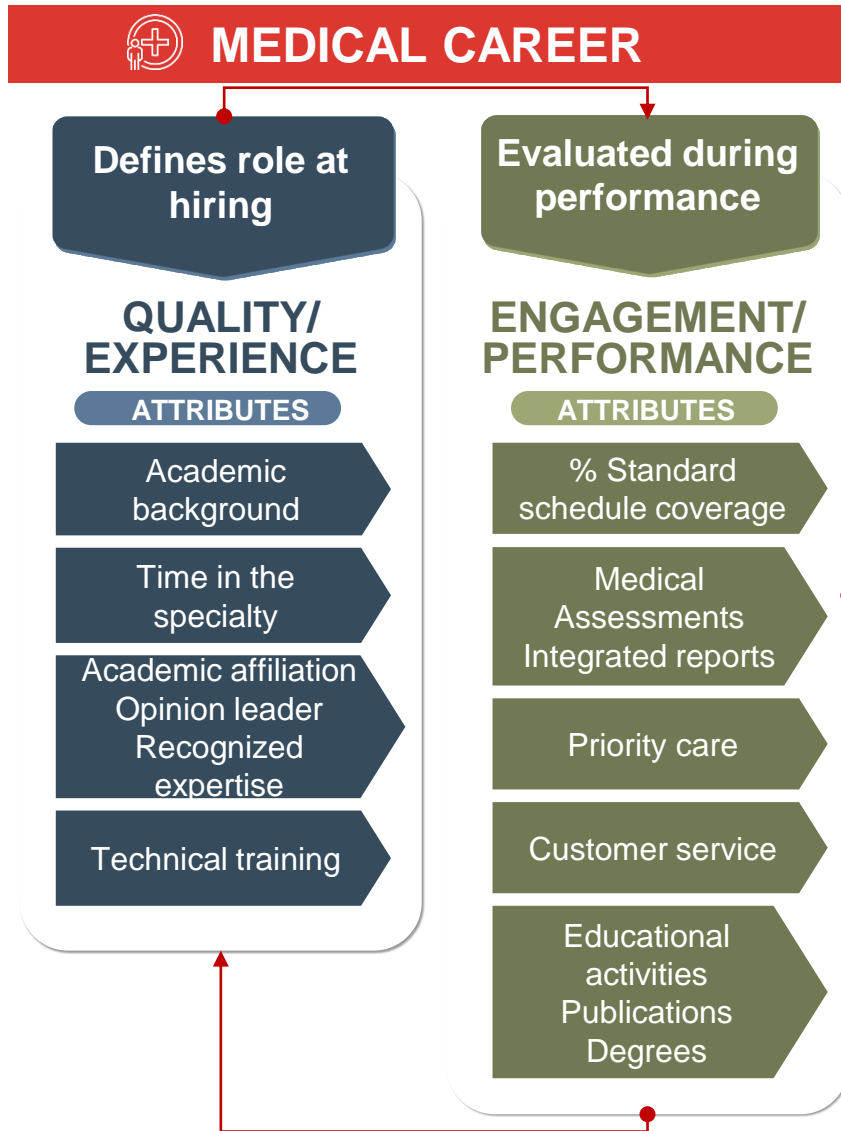 MEDICAL CAREER
Defines role at
hiring
QUALITY/
EXPERIENCE
ATTRIBUTES
Academic
background
Time in the
specialty
Academic affiliation
Opinion leader
Recognized
expertise
Technical training
Evaluated during
performance
ENGAGEMENT/
PERFORMANCE
ATTRIBUTES
% Standard
schedule coverage
Medical
Assessments
Integrated reports
Priority care
Customer service
Educational
activities
Publications
Degrees